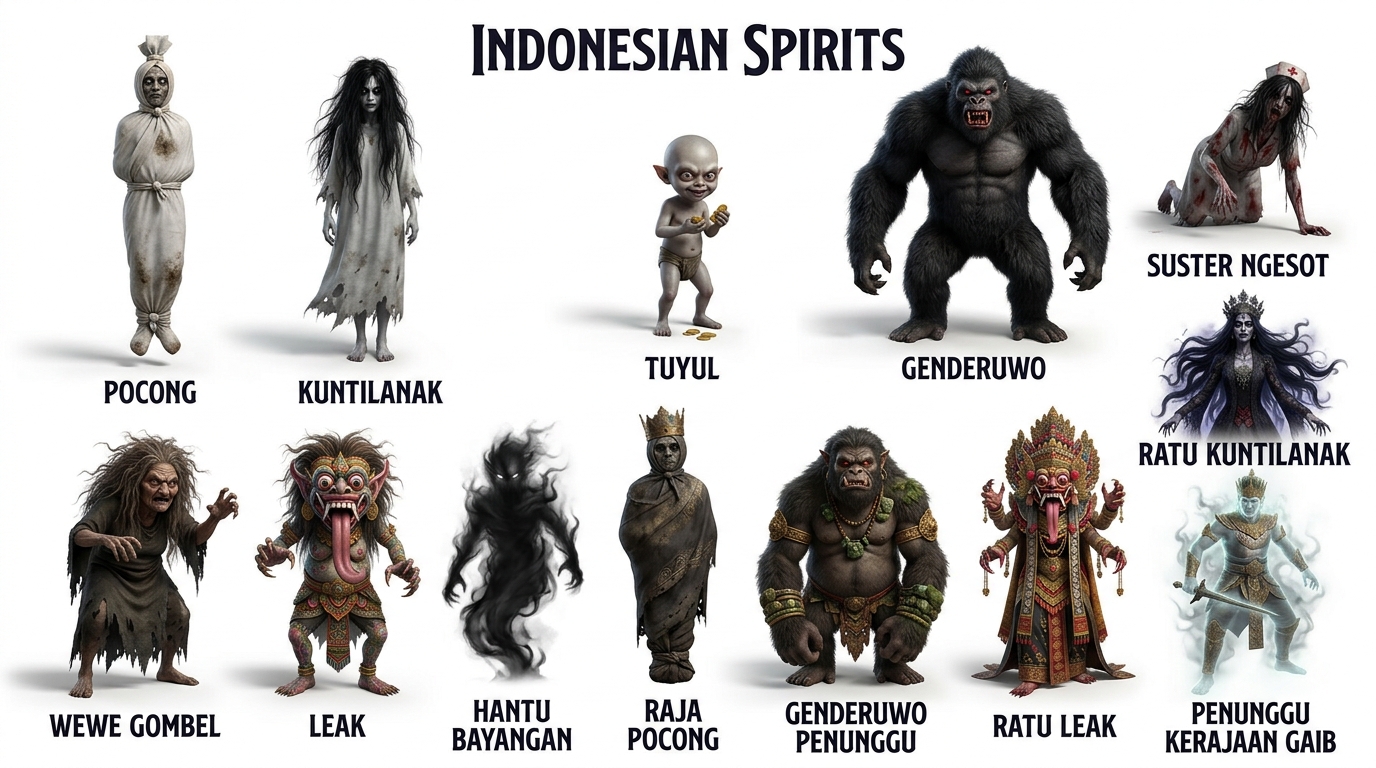 INDONESIAN SPIRITS
POCONG
KUNTILANAK
TUYUL
GENDERUWO
SUSTER NGESOT
RATU KUNTILANAK
WEWE GOMBEL
LEAK
HANTU
BAYANGAN
RAJA
POCONG
GENDERUWO
PENUNGGU
RATU LEAK
PENUNGGU
KERAJAAN GAIB